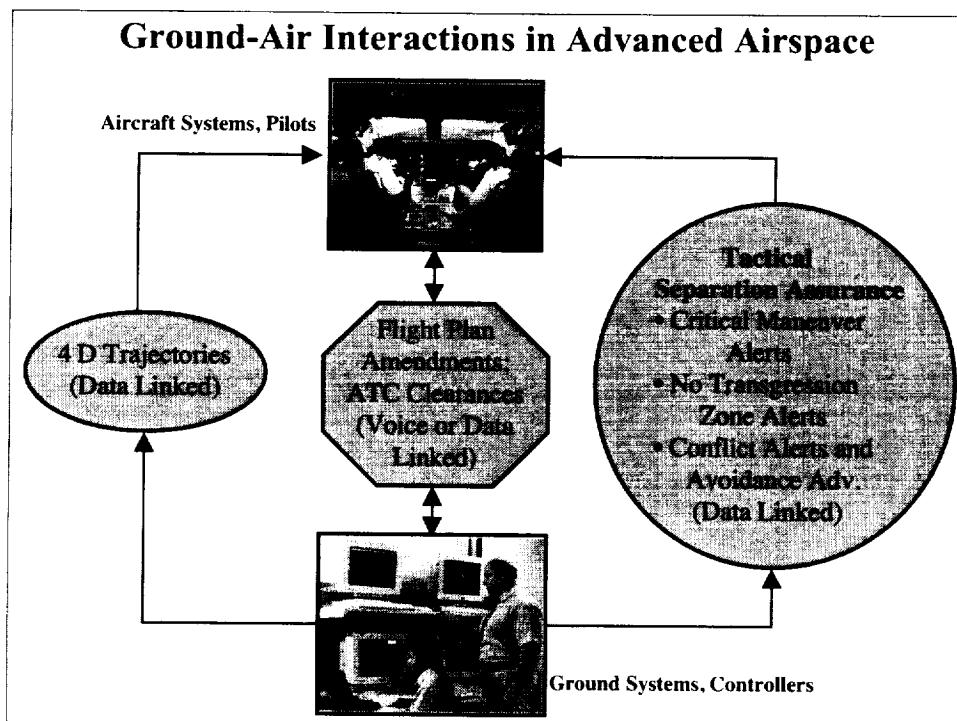 Ground-Air Interactions in Advanced Airspace
Aircraft Systems, Pilots
4 D Trajectories
(Data Linked)
Flight Plan
Amendments;
ATC Clearances
(Voice or Data
Linked)
Tactical
Separation Assurance
• Critical Maneuver
Alerts
• No Transgression
Zone Alerts
• Conflict Alerts and
Avoidance Adv.
(Data Linked)
Ground Systems, Controllers